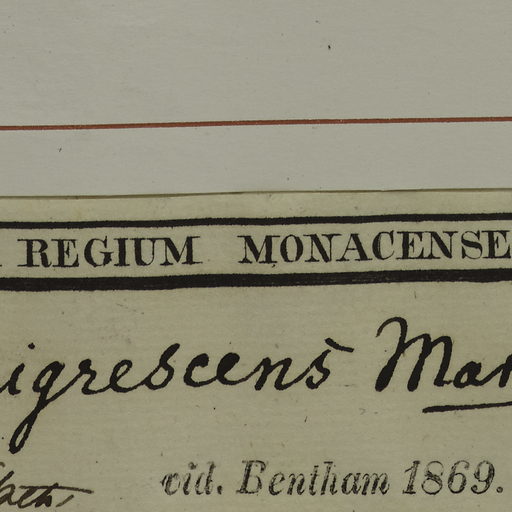 REGIUM MONACENSE
igrescens Mar
vid. Bentham 1869.